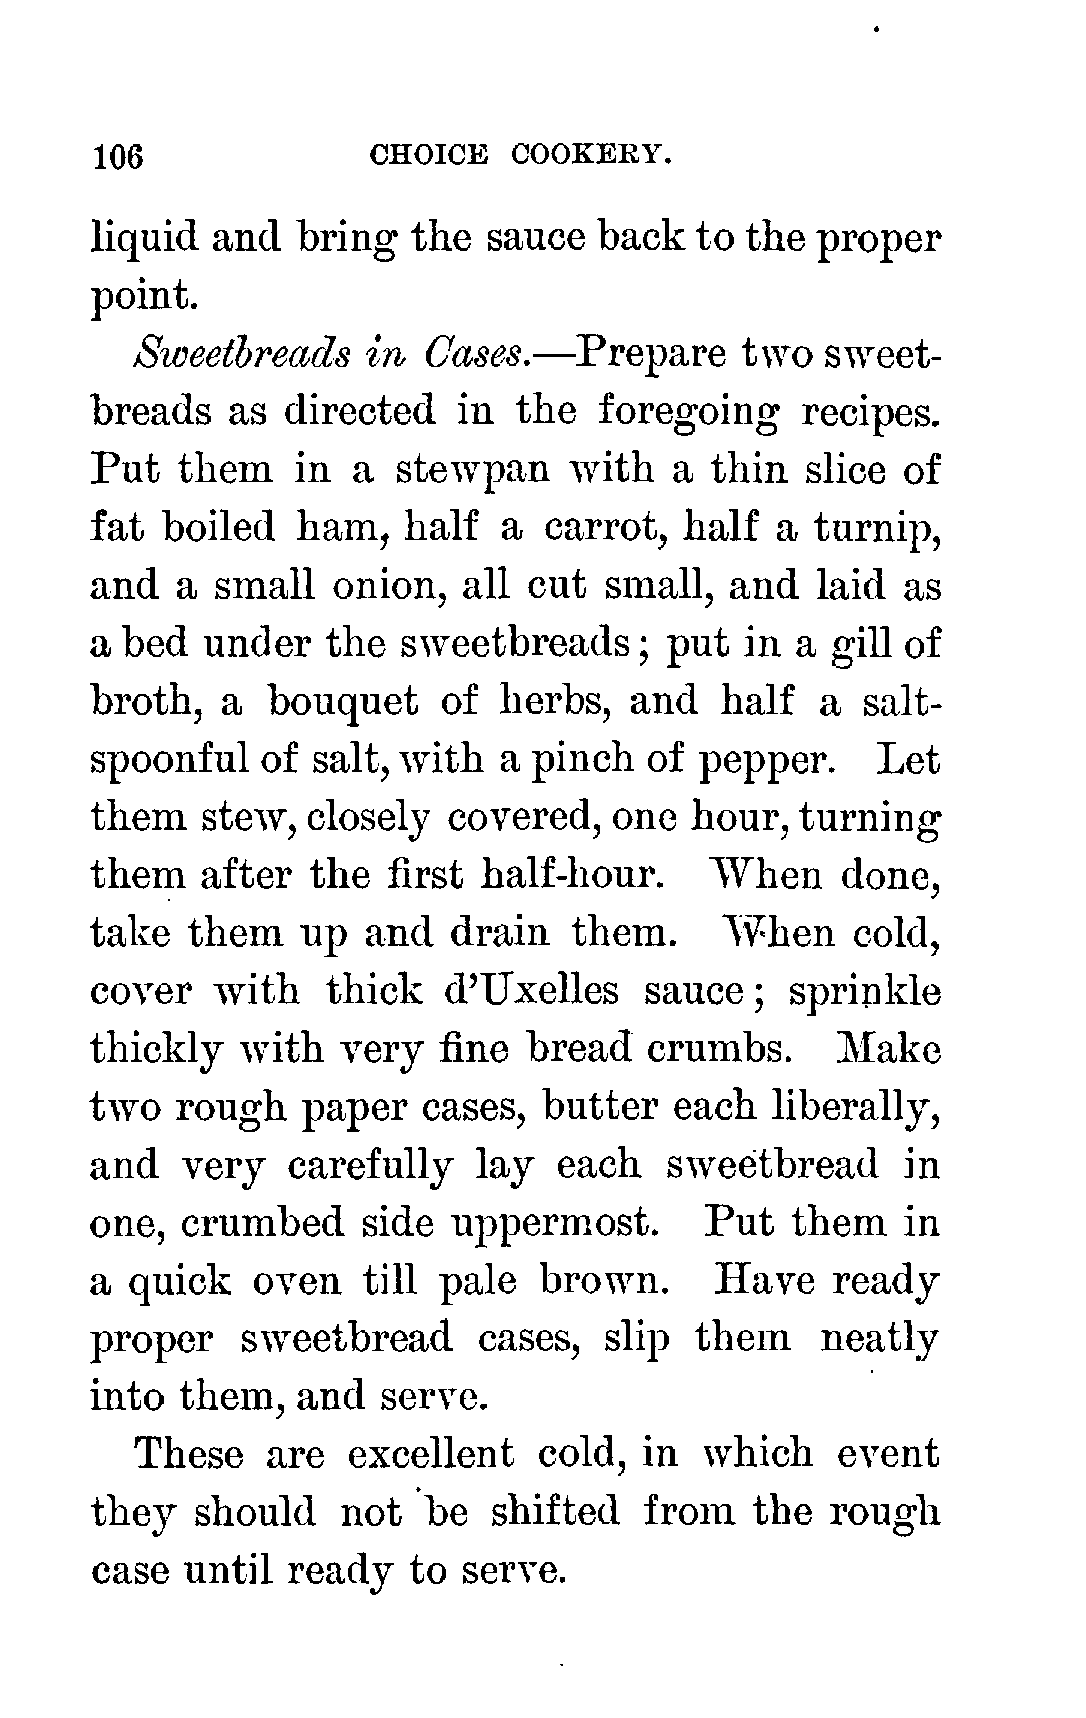 106 CHOICE COOKERY.
liquid and bring the sauce back to the proper
point.
Sweetbreads in Cases.—Prepare two sweet-
breads as directed in the foregoing recipes.
Put them in a stewpan with a thin slice of
fat boiled ham, half a carrot, half a turnip,
and a small onion, all cut small, and laid as
a bed under the sweetbreads; put in a gill of
broth, a bouquet of herbs, and half a salt-
spoonful of salt, with a pinch of pepper. Let
them stew, closely covered, one hour, turning
them after the first half-hour. When done,
take them up and drain them. When cold,
cover with thick d'Uxelles sauce; sprinkle
thickly with very fine bread crumbs. Make
two rough paper cases, butter each liberally,
and very carefully lay each sweetbread in
one, crumbed side uppermost. Put them in
a quick oven till pale brown. Have ready
proper sweetbread cases, slip them neatly
into them, and serve.
These are excellent cold, in which event
they should not be shifted from the rough
case until ready to serve.